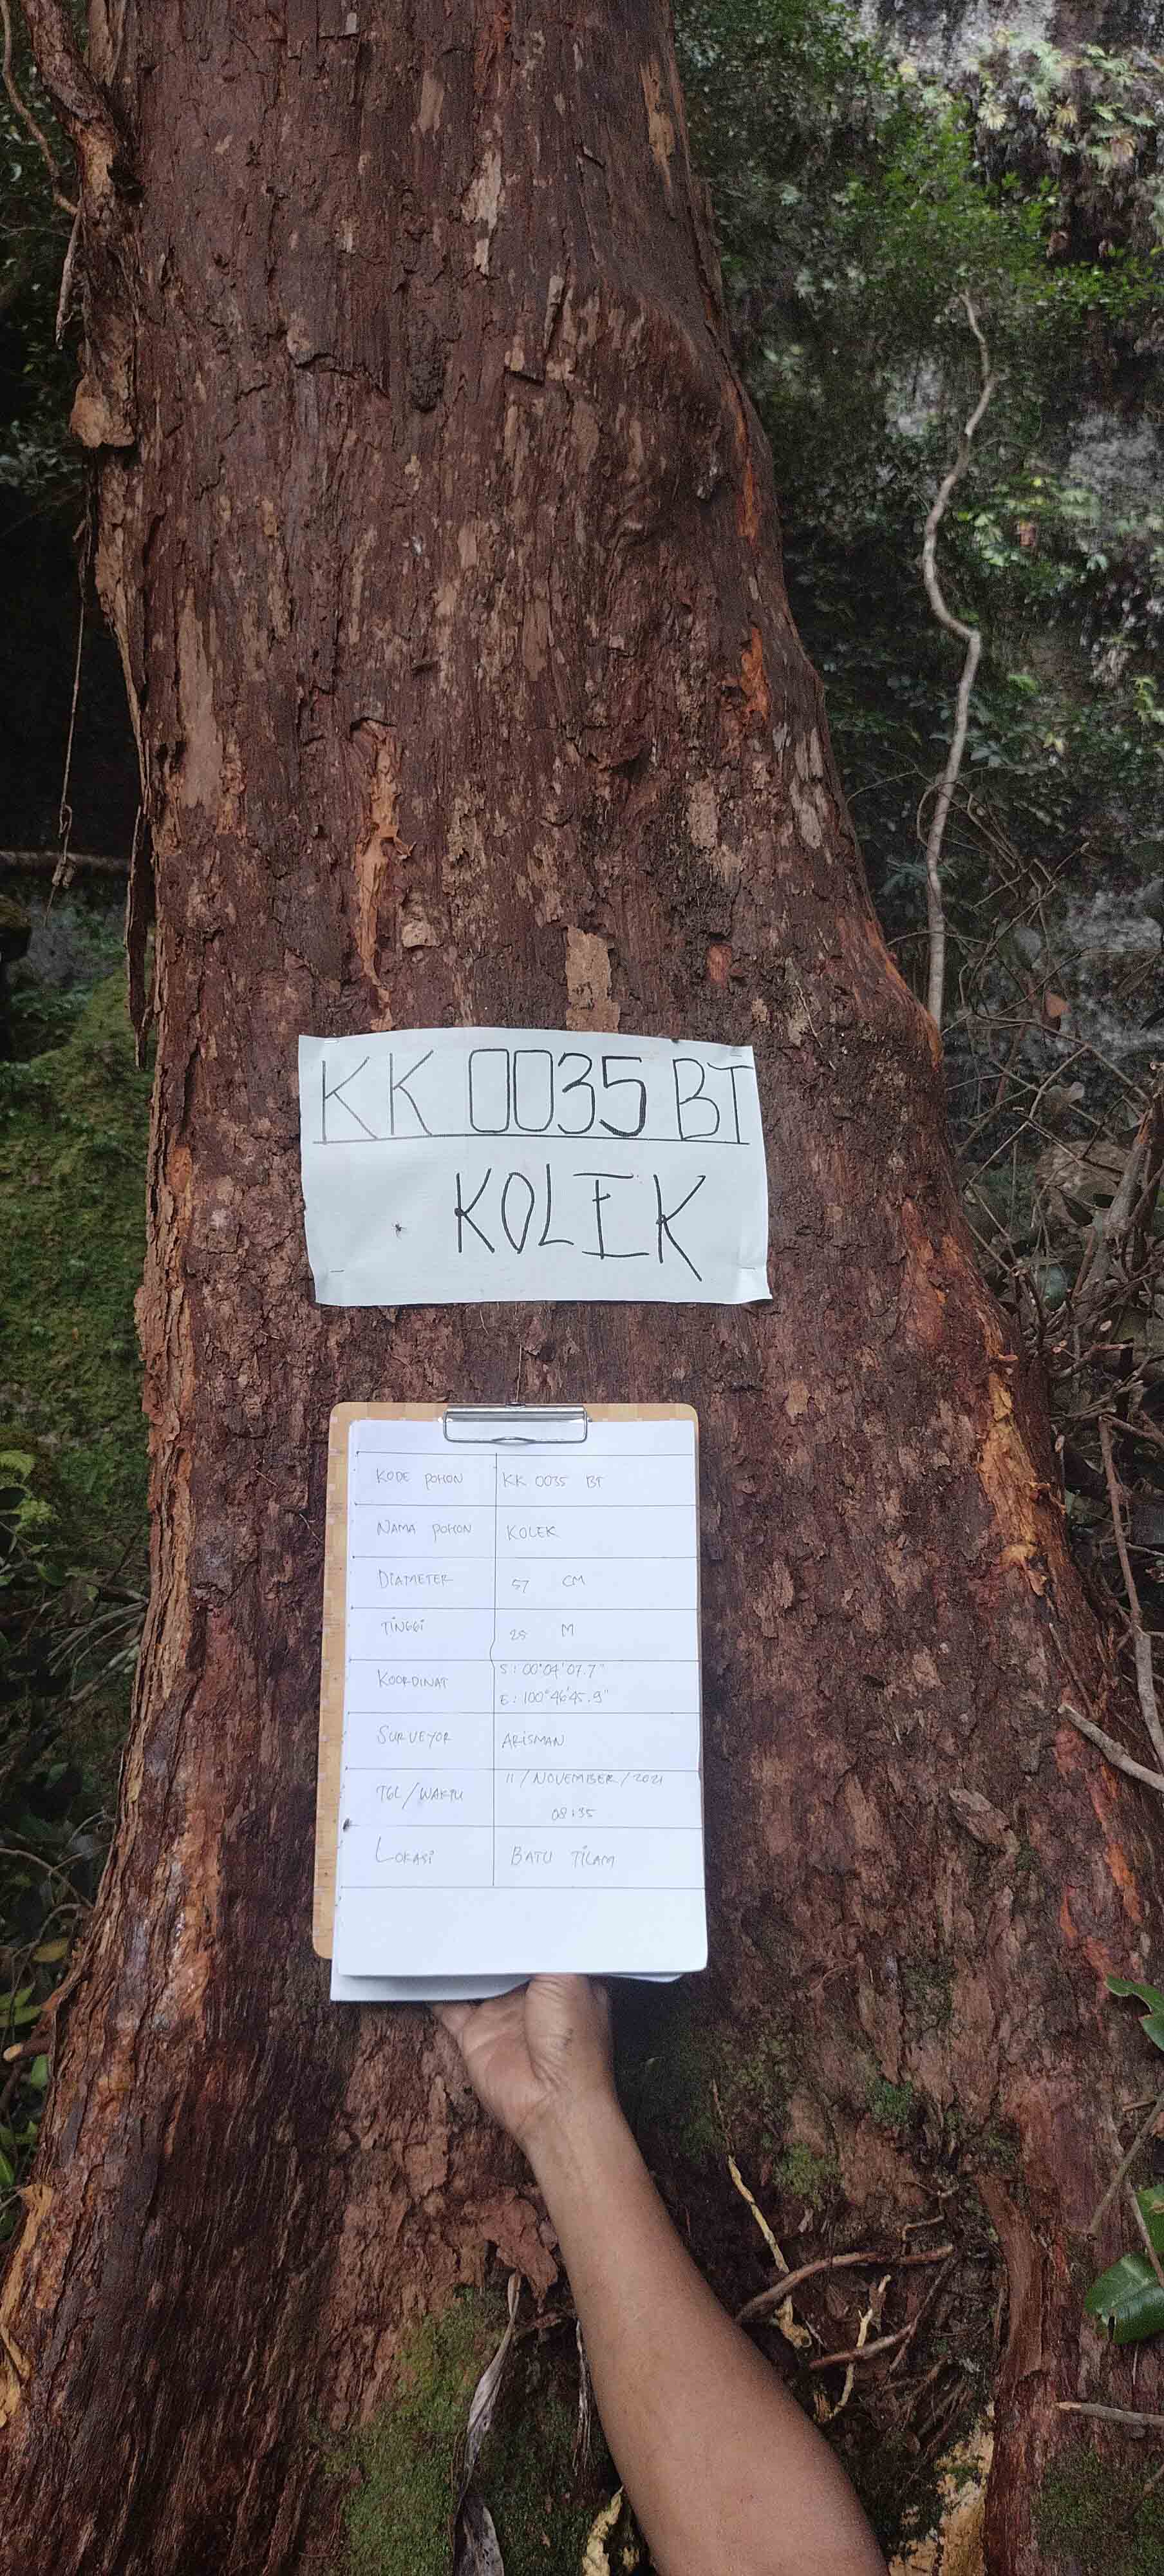 KK 0035 BT
KOLEK
KODE POHON KK 0035 BT
NAMA POHON KOLEK
DIAMETER 57 CM
TINGGI 25 M
KOORDINAT S : 00°04'07.7"
E : 100°46'45.9"
SURVEYOR ARISMAN
TGL/WAKTU 11/NOVEMBER/2021
08:35
LOKASI BATU TILAM